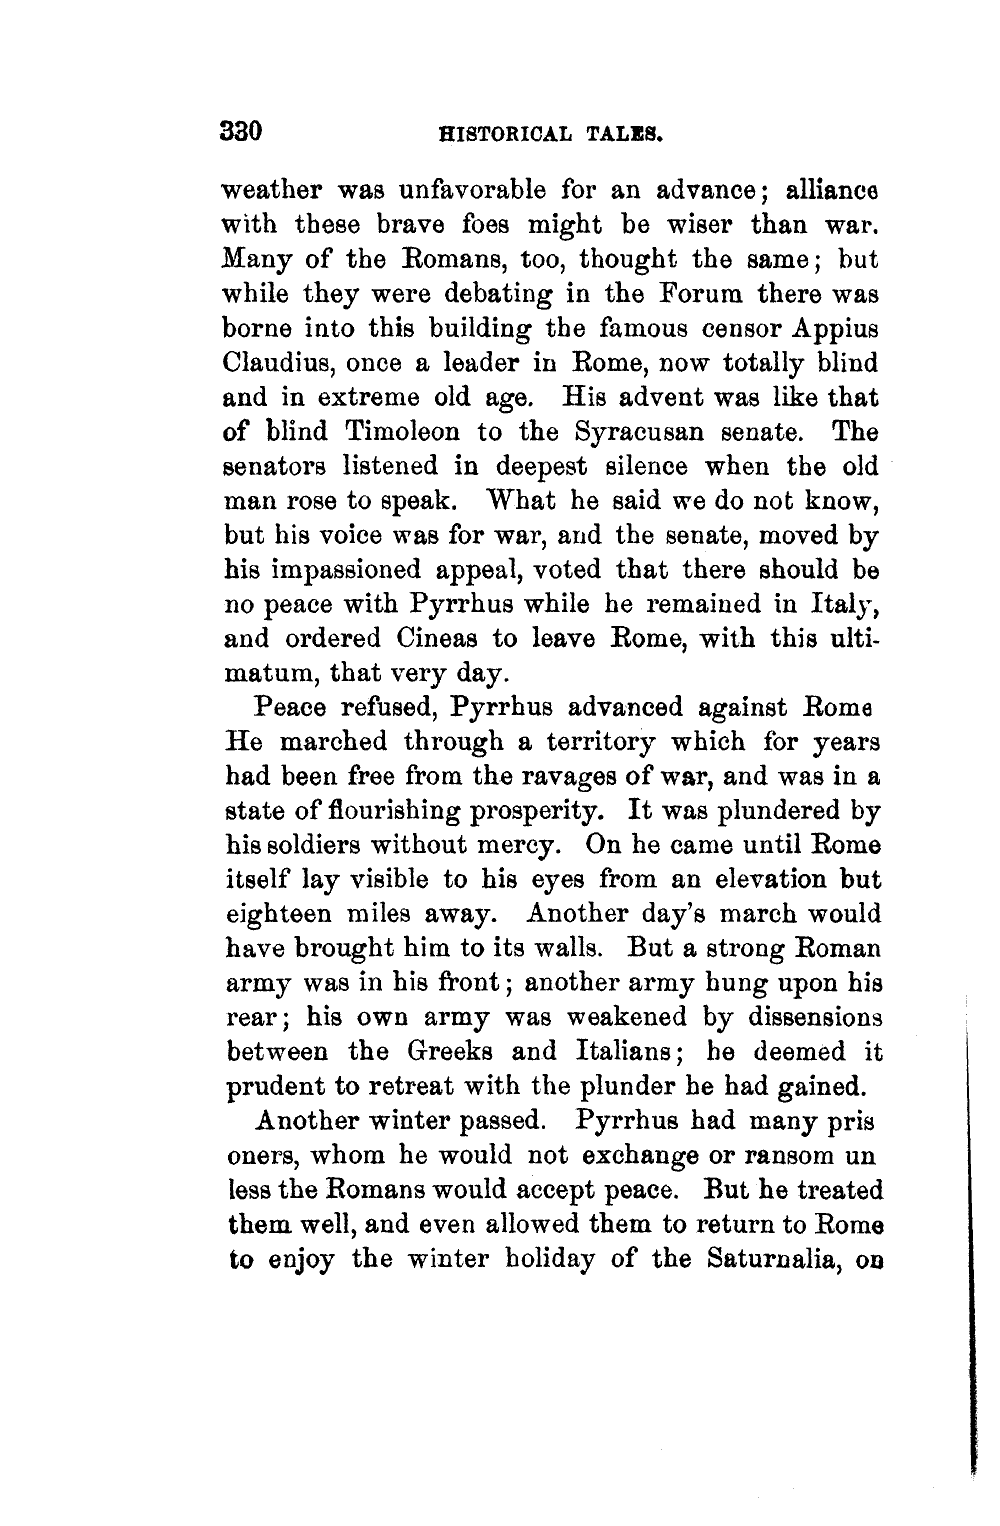 330 HISTORICAL TALES.
weather was unfavorable for an advance; alliance
with these brave foes might be wiser than war.
Many of the Romans, too, thought the same; but
while they were debating in the Forum there was
borne into this building the famous censor Appius
Claudius, once a leader in Rome, now totally blind
and in extreme old age. His advent was like that
of blind Timoleon to the Syracusan senate. The
senators listened in deepest silence when the old
man rose to speak. What he said we do not know,
but his voice was for war, and the senate, moved by
his impassioned appeal, voted that there should be
no peace with Pyrrhus while he remained in Italy,
and ordered Cineas to leave Rome, with this ulti-
matum, that very day.
Peace refused, Pyrrhus advanced against Rome
He marched through a territory which for years
had been free from the ravages of war, and was in a
state of flourishing prosperity. It was plundered by
his soldiers without mercy. On he came until Rome
itself lay visible to his eyes from an elevation but
eighteen miles away. Another day's march would
have brought him to its walls. But a strong Roman
army was in his front; another army hung upon his
rear; his own army was weakened by dissensions
between the Greeks and Italians; he deemed it
prudent to retreat with the plunder he had gained.
Another winter passed. Pyrrhus had many pris
oners, whom he would not exchange or ransom un
less the Romans would accept peace. But he treated
them well, and even allowed them to return to Rome
to enjoy the winter holiday of the Saturnalia, on